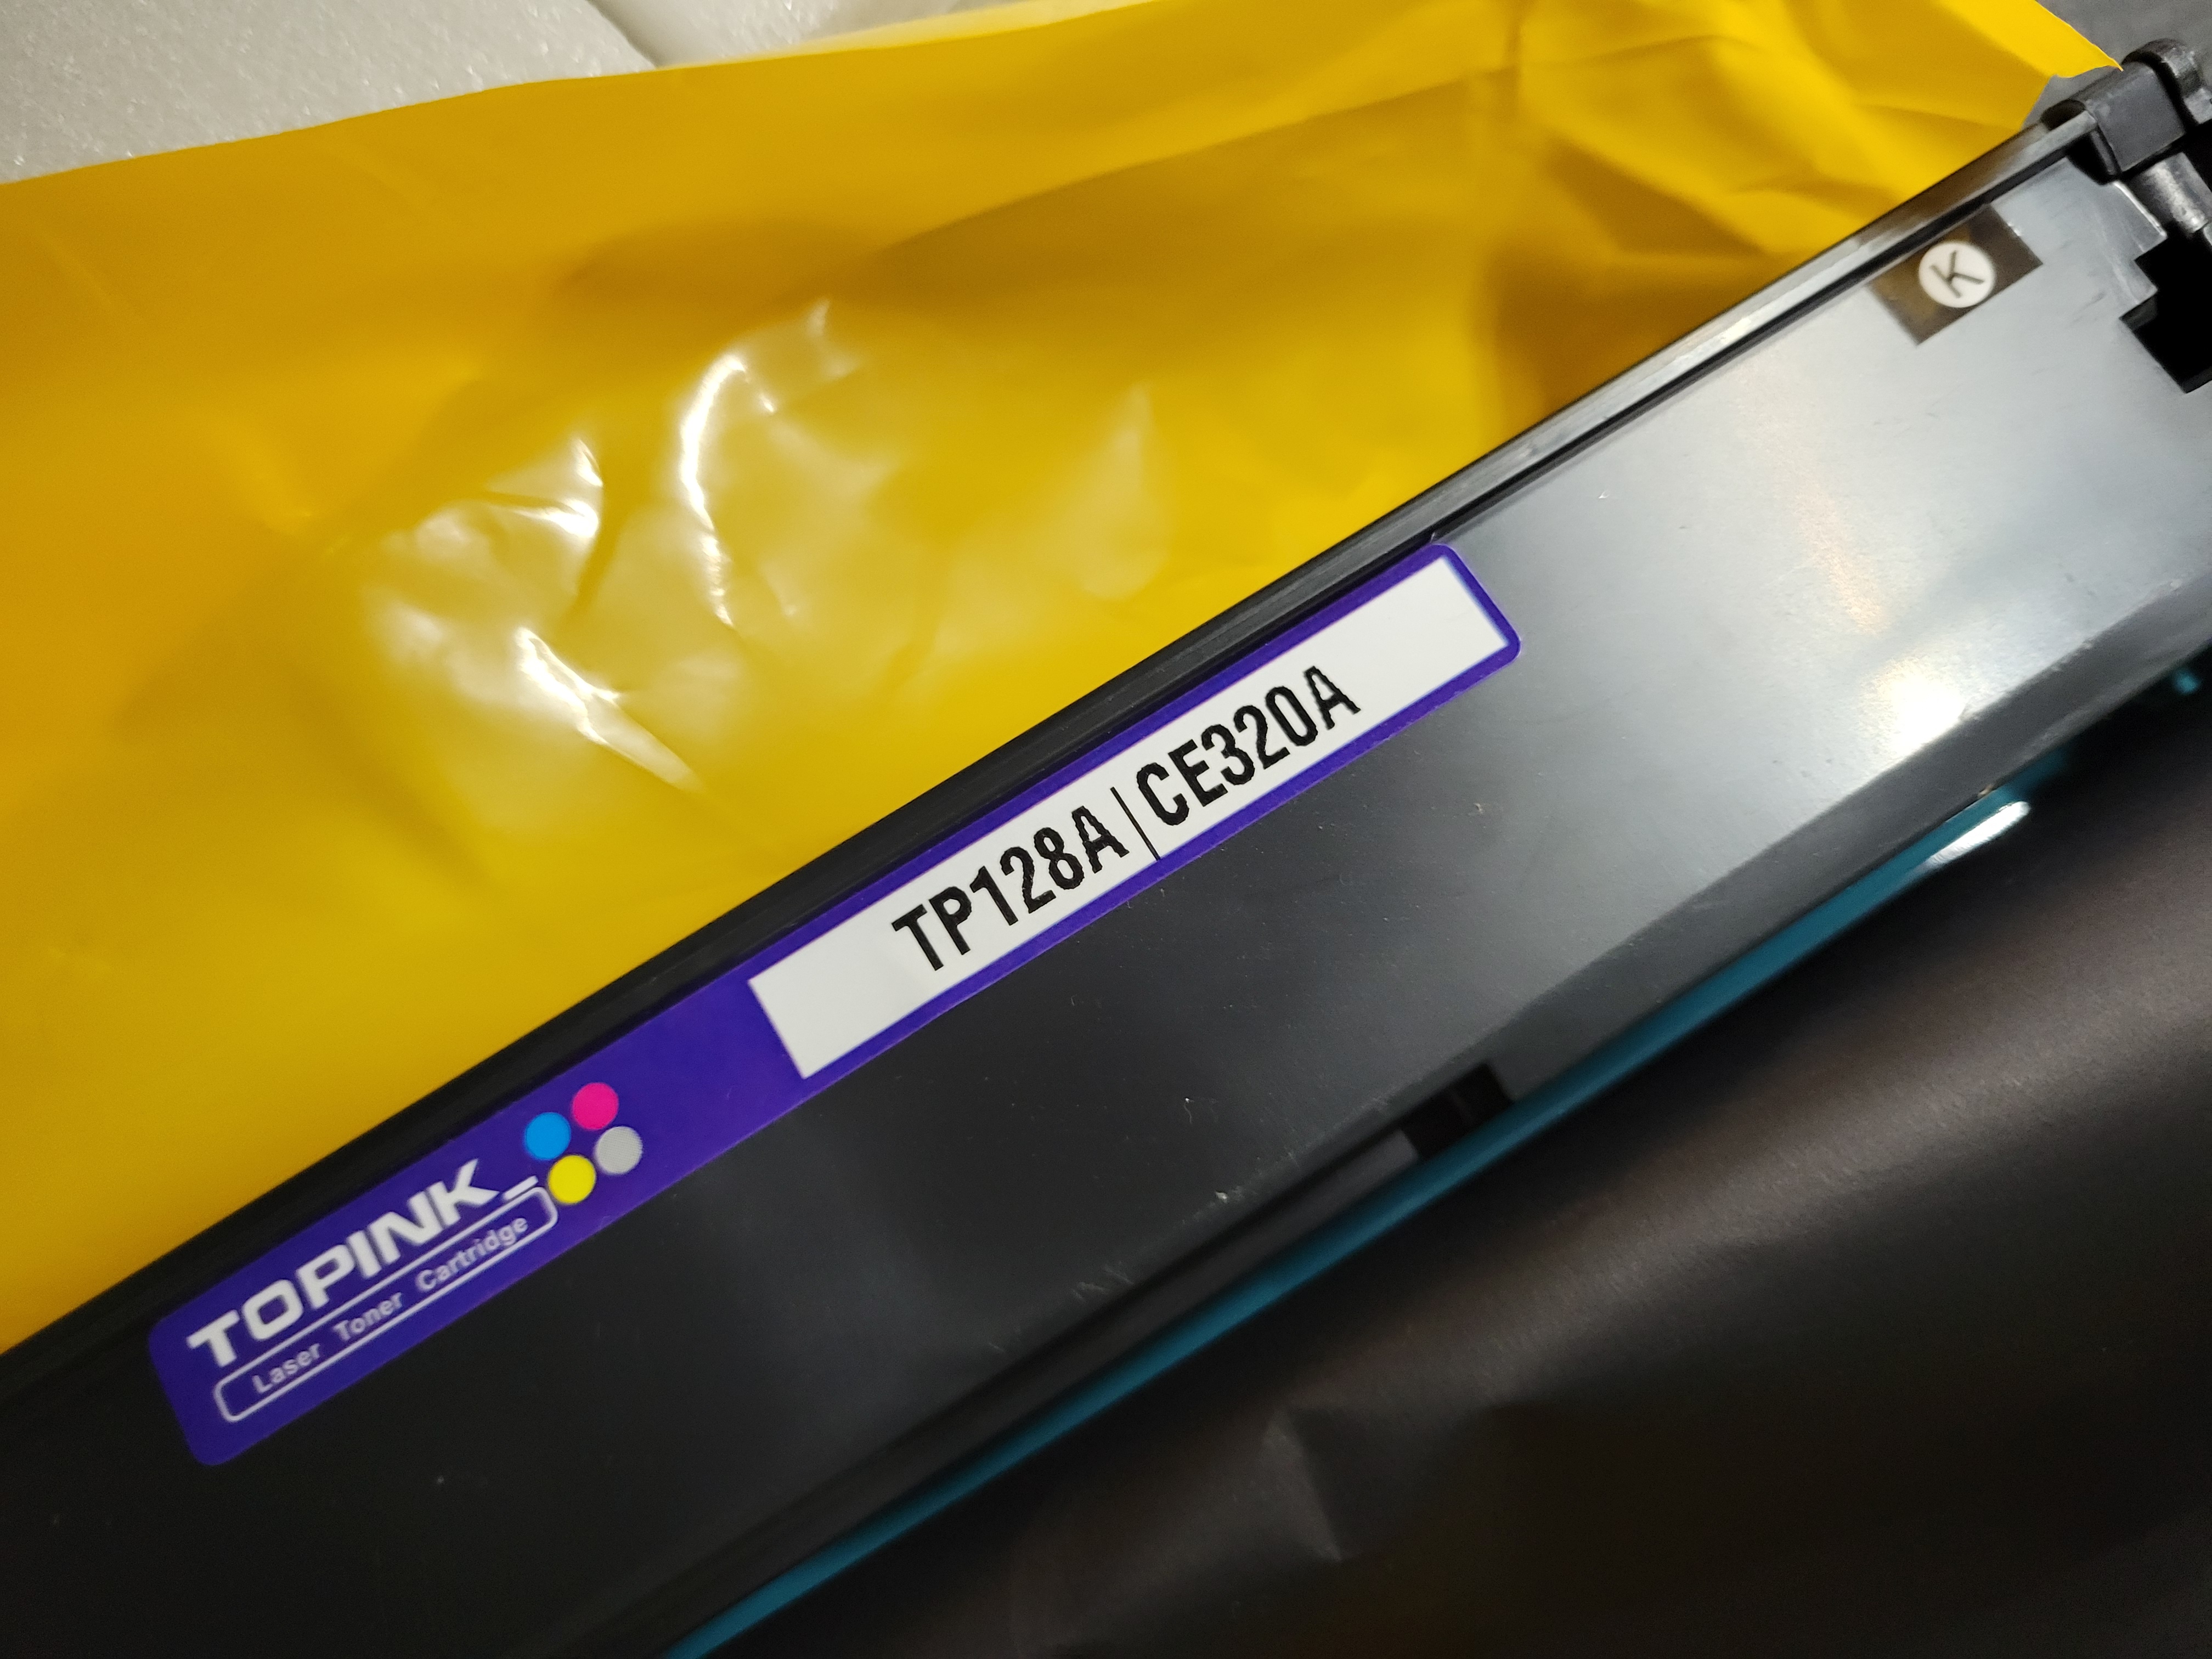 K
TP128A|CE320A
TOPINK
Laser Toner Cartridge